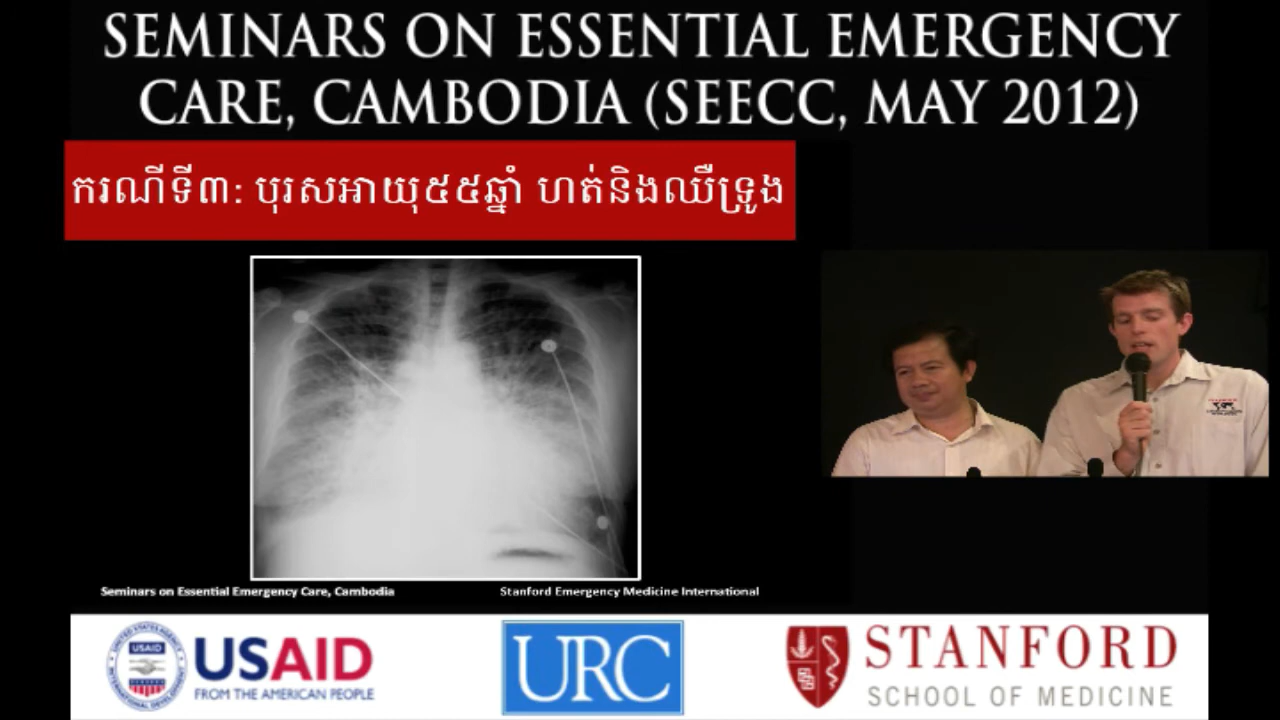 SEMINARS ON ESSENTIAL EMERGENCY
CARE, CAMBODIA (SEECC, MAY 2012)
ករណីទី៣: បុរសអាយុ៥៥ឆ្នាំ ហត់និងឈឺទ្រូង
Seminars on Essential Emergency Care, Cambodia
Stanford Emergency Medicine International
USAID
FROM THE AMERICAN PEOPLE
URC
STANFORD
SCHOOL OF MEDICINE